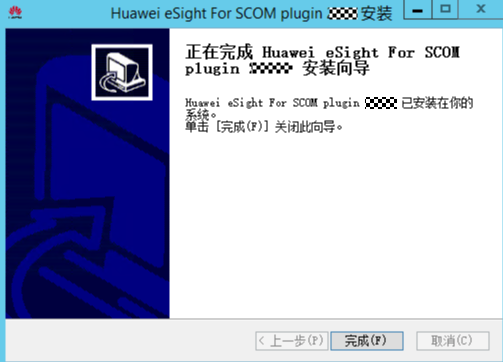 Huawei eSight For SCOM plugin 安装
正在完成 Huawei eSight For SCOM
plugin 安装向导
Huawei eSight For SCOM plugin 已安装在你的
系统。
单击 [完成(F)] 关闭此向导。
< 上一步(P) 完成(F) 取消(C)